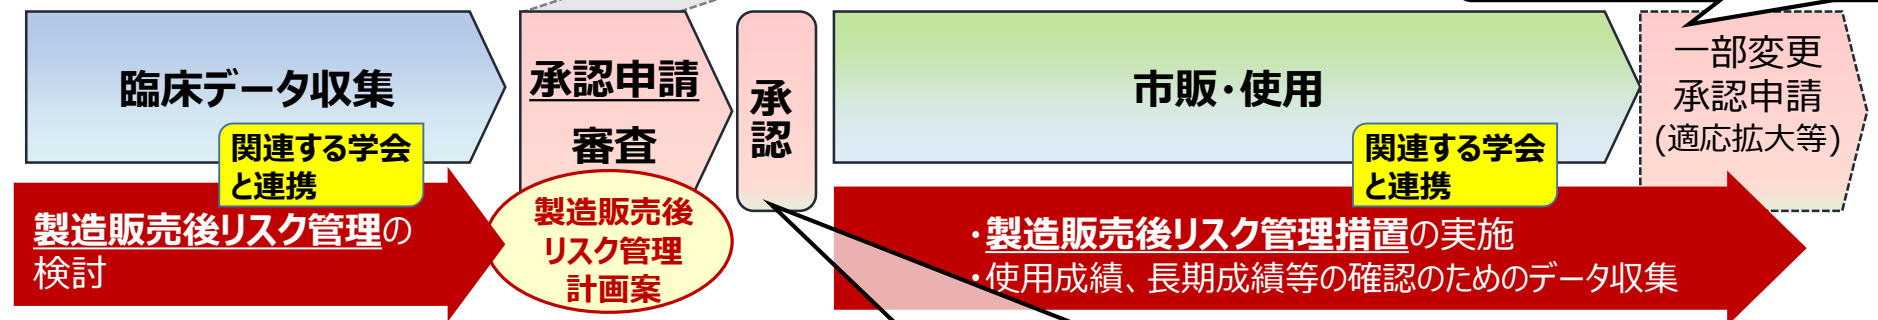 臨床データ収集
関連する学会
と連携
製造販売後リスク管理の
検討
承認申請
審査
製造販売後
リスク管理
計画案
承認
市販・使用
関連する学会
と連携
・製造販売後リスク管理措置の実施
・使用成績、長期成績等の確認のためのデータ収集
一部変更
承認申請
(適応拡大等)